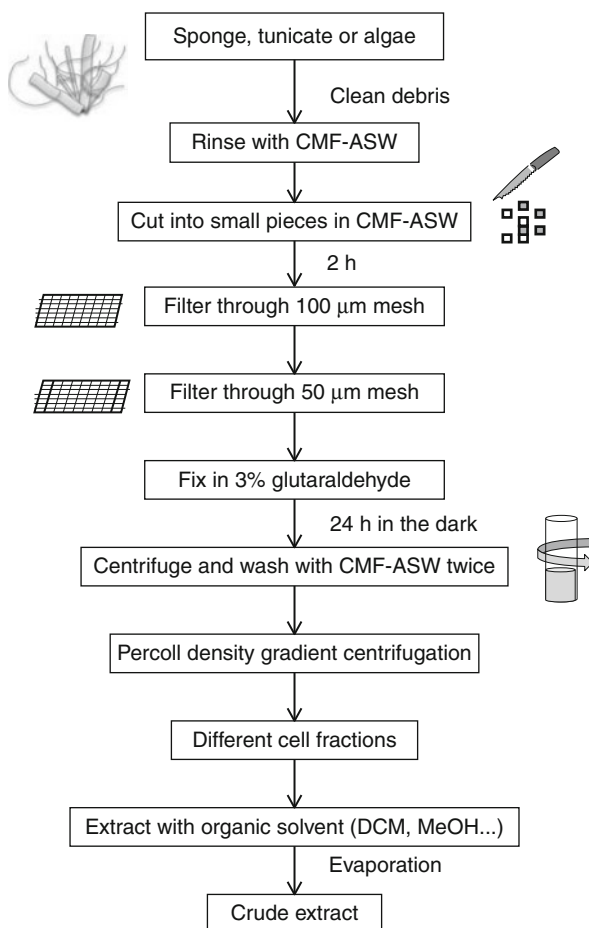 Sponge, tunicate or algae
Clean debris
Rinse with CMF-ASW
Cut into small pieces in CMF-ASW
2 h
Filter through 100 μm mesh
Filter through 50 μm mesh
Fix in 3% glutaraldehyde
24 h in the dark
Centrifuge and wash with CMF-ASW twice
Percoll density gradient centrifugation
Different cell fractions
Extract with organic solvent (DCM, MeOH...)
Evaporation
Crude extract